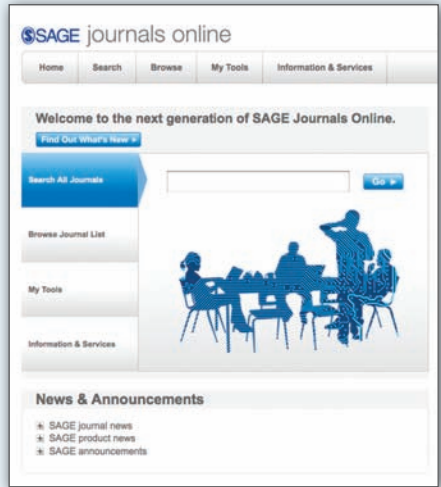 SAGE journals online
Home Search Browse My Tools Information & Services
Welcome to the next generation of SAGE Journals Online.
Find Out What's New
Search All Journals
Go
Browse Journal List
My Tools
Information & Services
News & Announcements
SAGE journal news
SAGE product news
SAGE announcements